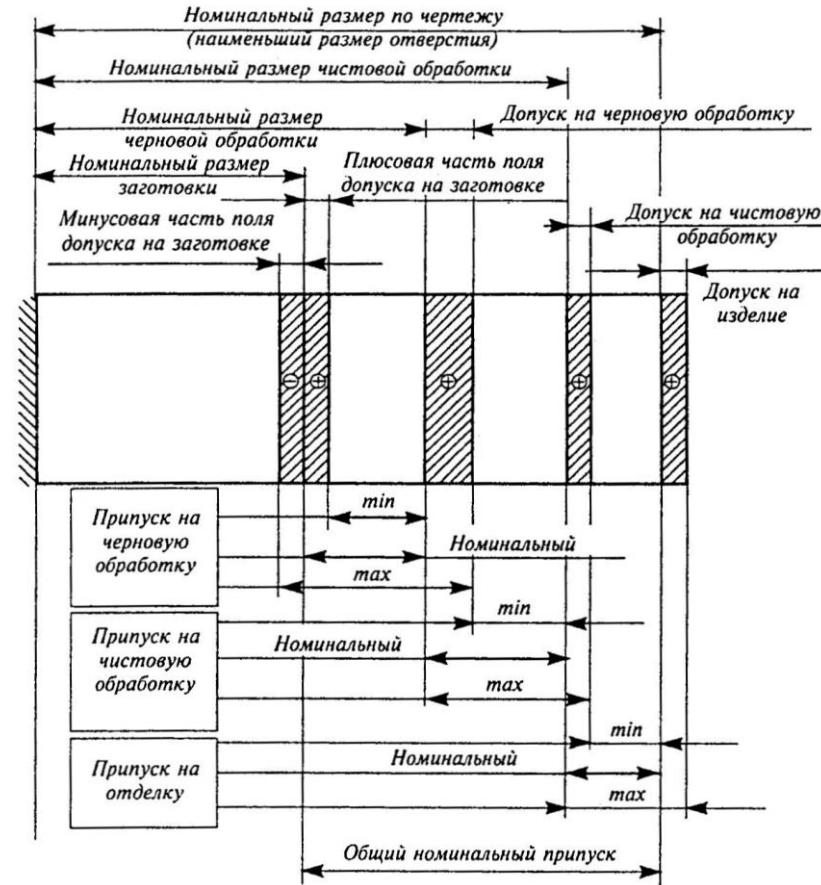 Номинальный размер по чертежу
(наименьший размер отверстия)
Номинальный размер чистовой обработки
Номинальный размер
черновой обработки
Допуск на черновую обработку
Номинальный размер
заготовки
Плюсовая часть поля
допуска на заготовке
Минусовая часть поля
допуска на заготовке
Допуск на чистовую
обработку
Допуск на
изделие
Припуск на
черновую
обработку
min
Номинальный
max
Припуск на
чистовую
обработку
min
Номинальный
max
Припуск на
отделку
min
Номинальный
max
Общий номинальный припуск